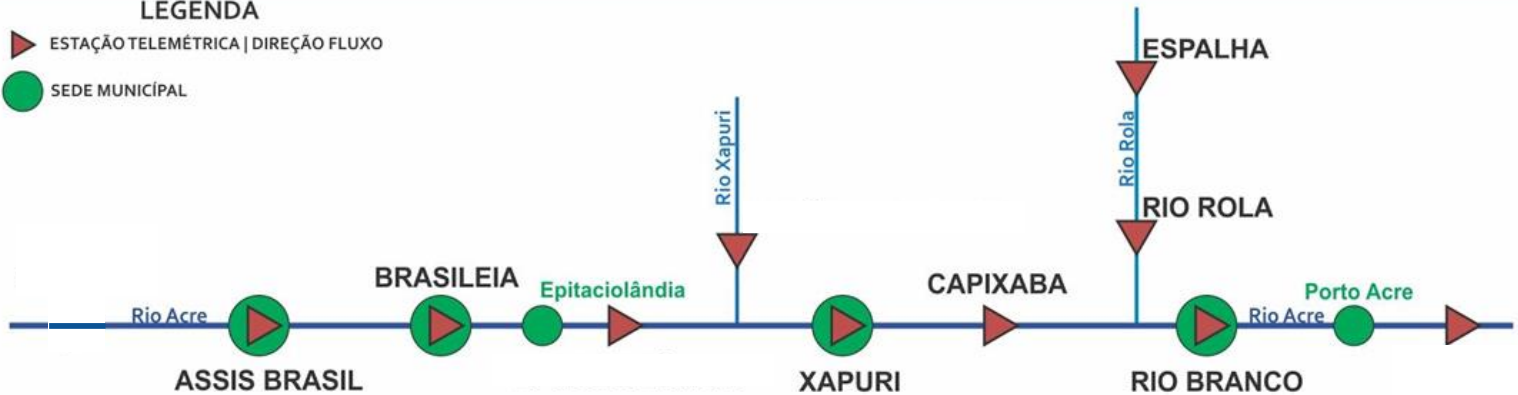 LEGENDA
ESTAÇÃO TELEMÉTRICA | DIREÇÃO FLUXO
SEDE MUNICÍPAL
ESPALHA
Rio Xapuri
Rio Rola
RIO ROLA
BRASILEIA
Epitaciolândia
CAPIXABA
Porto Acre
Rio Acre
Rio Acre
ASSIS BRASIL
XAPURI
RIO BRANCO